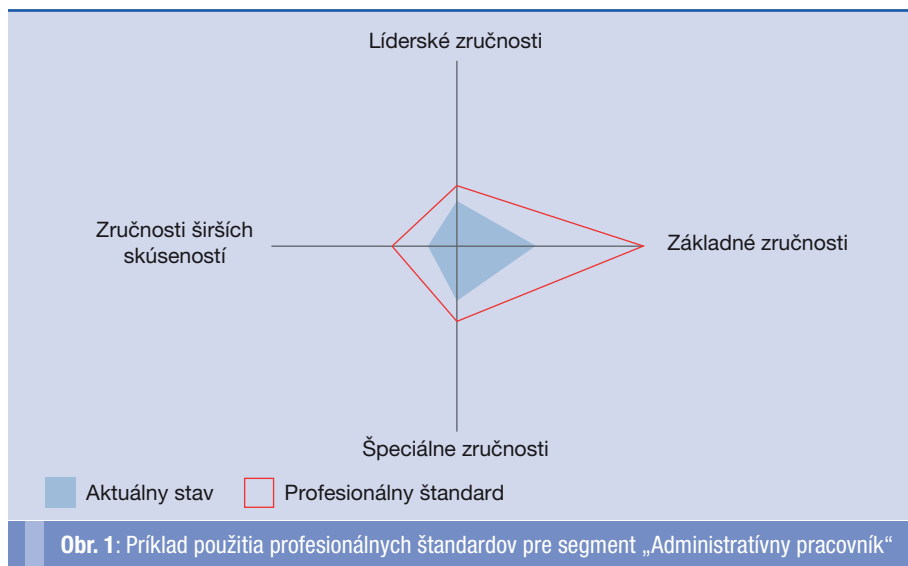 Líderské zručnosti
Zručnosti širších
skúseností
Základné zručnosti
Špeciálne zručnosti
Aktuálny stav
Profesionálny štandard
Obr. 1: Príklad použitia profesionálnych štandardov pre segment „Administratívny pracovník“